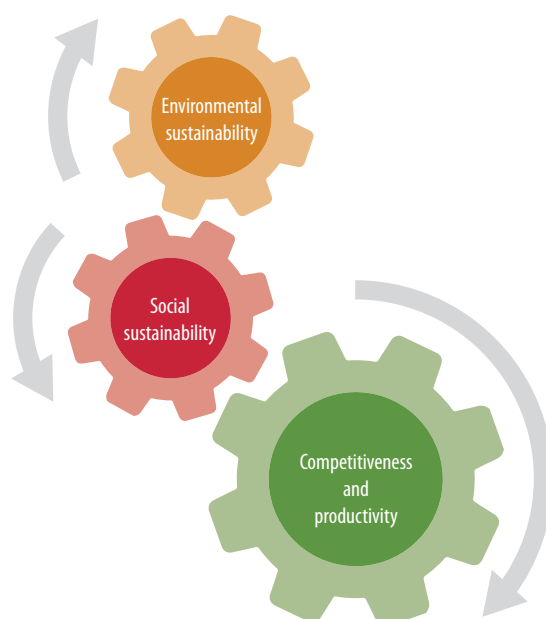 Environmental
sustainability
Social
sustainability
Competitiveness
and
productivity